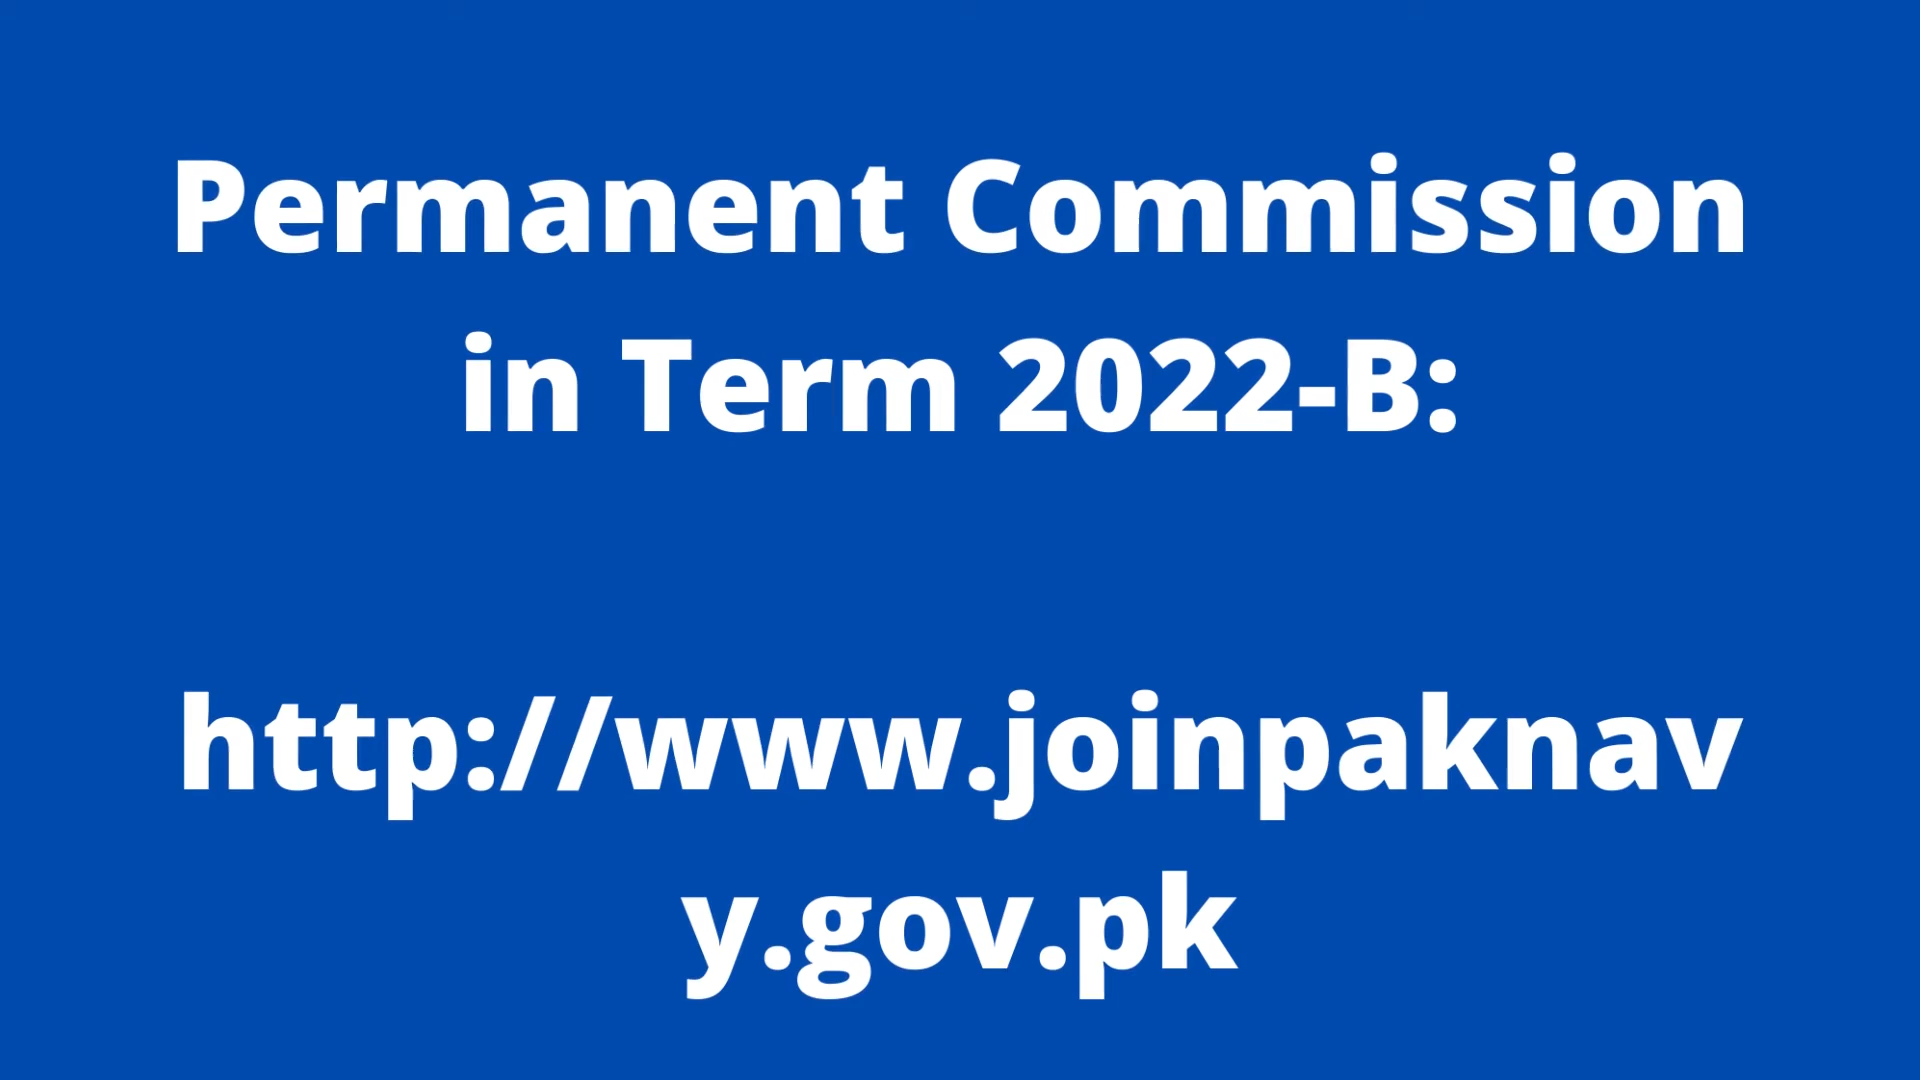 Permanent Commission
in Term 2022-B:
http://www.joinpaknav
y.gov.pk